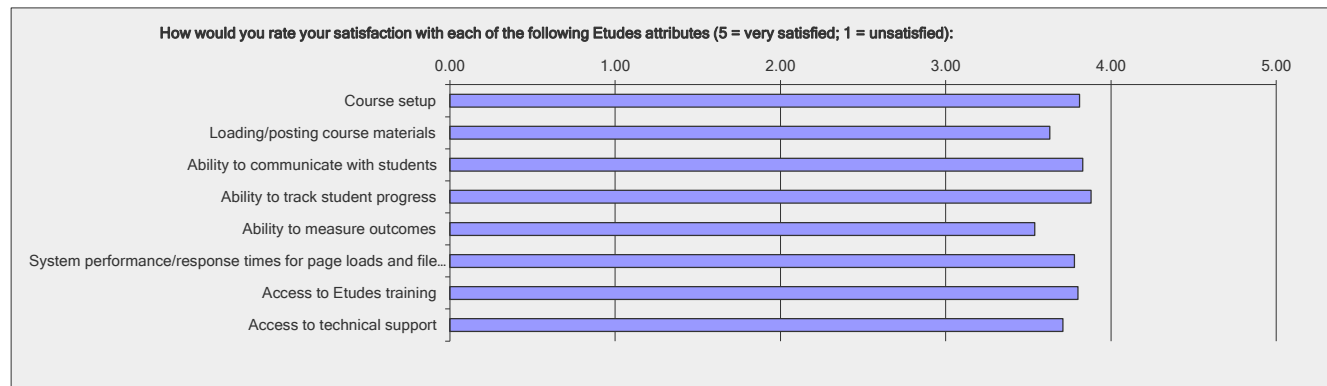 How would you rate your satisfaction with each of the following Etudes attributes (5 = very satisfied; 1 = unsatisfied):
0.00 1.00 2.00 3.00 4.00 5.00
Course setup
Loading/posting course materials
Ability to communicate with students
Ability to track student progress
Ability to measure outcomes
System performance/response times for page loads and file…
Access to Etudes training
Access to technical support